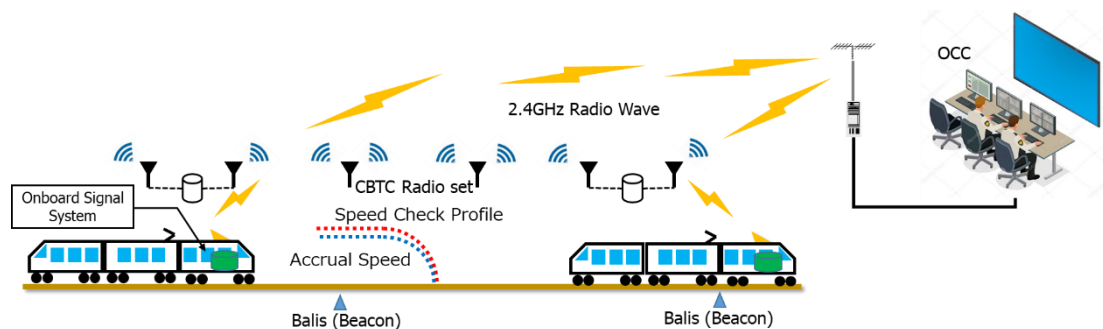 OCC
2.4GHz Radio Wave
CBTC Radio set
Onboard Signal
System
Speed Check Profile
Accrual Speed
Balis (Beacon)
Balis (Beacon)